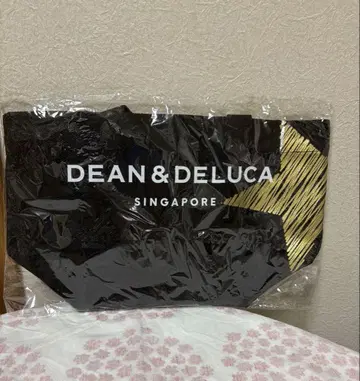 DEAN & DELUCA
SINGAPORE